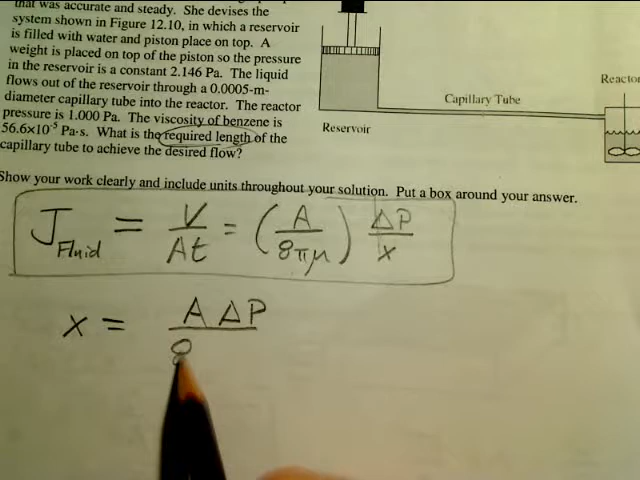 that was accurate and steady. She devises the
system shown in Figure 12.10, in which a reservoir
is filled with water and piston place on top. A
weight is placed on top of the piston so the pressure
in the reservoir is a constant 2.146 Pa. The liquid
flows out of the reservoir through a 0.0005-m-
diameter capillary tube into the reactor. The reactor
pressure is 1.000 Pa. The viscosity of benzene is
56.6×10⁻⁵ Pa·s. What is the required length of the
capillary tube to achieve the desired flow?
Reactor
Capillary Tube
Reservoir
Show your work clearly and include units throughout your solution. Put a box around your answer.
J_Fluid = V/At = (A/8πμ) ΔP/x
x = A ΔP/8